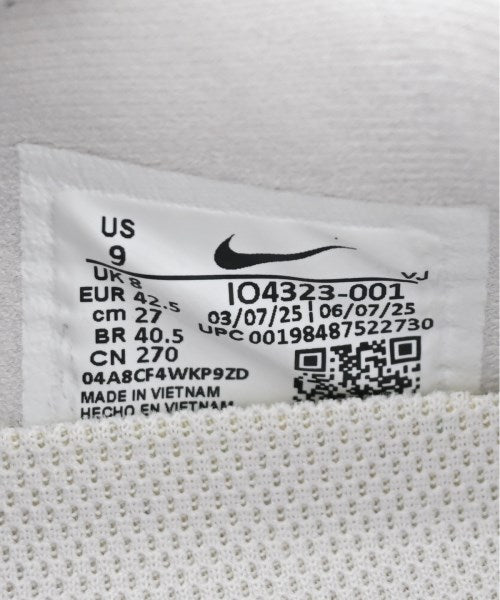 US
9
UK 8
EUR 42.5
cm 27
BR 40.5
CN 270
04A8CF4WKP9ZD
MADE IN VIETNAM
HECHO EN VIETNAM
VJ
IO4323-001
03/07/25 | 06/07/25
UPC 00198487522730